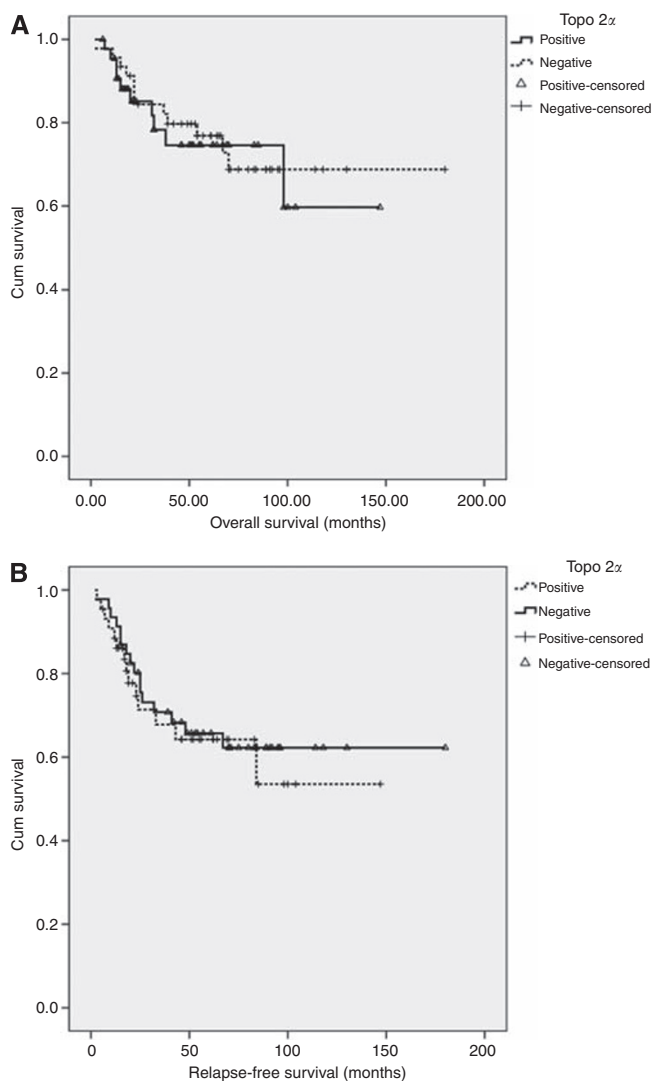 A
Topo 2α
Positive
Negative
Positive-censored
Negative-censored
1.0
0.8
0.6
0.4
0.2
0.0
Cum survival
0.00 50.00 100.00 150.00 200.00
Overall survival (months)
B
Topo 2α
Positive
Negative
Positive-censored
Negative-censored
1.0
0.8
0.6
0.4
0.2
0.0
Cum survival
0 50 100 150 200
Relapse-free survival (months)